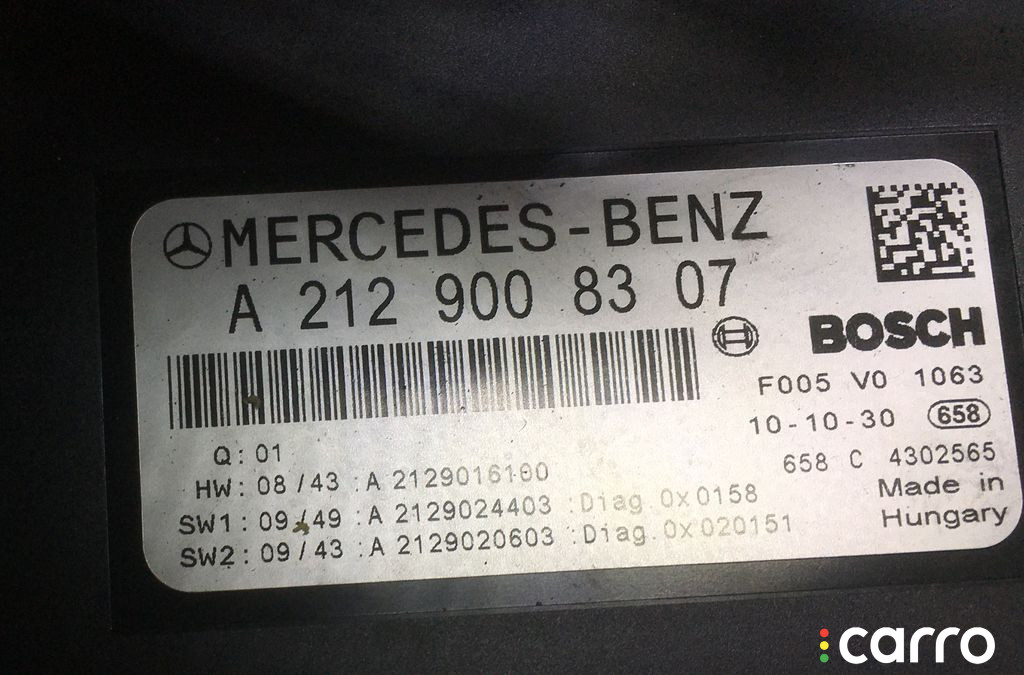 MERCEDES-BENZ
A 212 900 83 07
BOSCH
F005 V0 1063
10-10-30 658
658 C 4302565
Made in
Hungary
Q: 01
HW: 08/43 :A 2129016100
SW1: 09/49 :A 2129024403 :Diag.0x0158
SW2: 09/43 :A 2129020603 :Diag.0x020151
carro